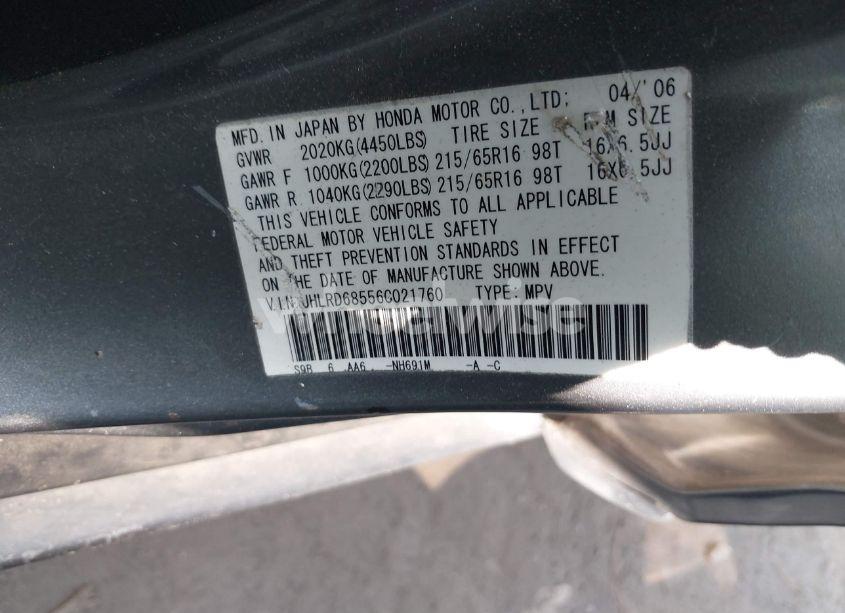 MFD. IN JAPAN BY HONDA MOTOR CO., LTD: 04/'06
GVWR 2020KG(4450LBS) TIRE SIZE RIM SIZE
GAWR F 1000KG(2200LBS) 215/65R16 98T 16X6.5JJ
GAWR R 1040KG(2290LBS) 215/65R16 98T 16X6.5JJ
THIS VEHICLE CONFORMS TO ALL APPLICABLE
FEDERAL MOTOR VEHICLE SAFETY
AND THEFT PREVENTION STANDARDS IN EFFECT
ON THE DATE OF MANUFACTURE SHOWN ABOVE.
V.I.N: JHLRD68556C021760 TYPE: MPV
wheelwise
S9B 6 AA6 -NH691M -A -C